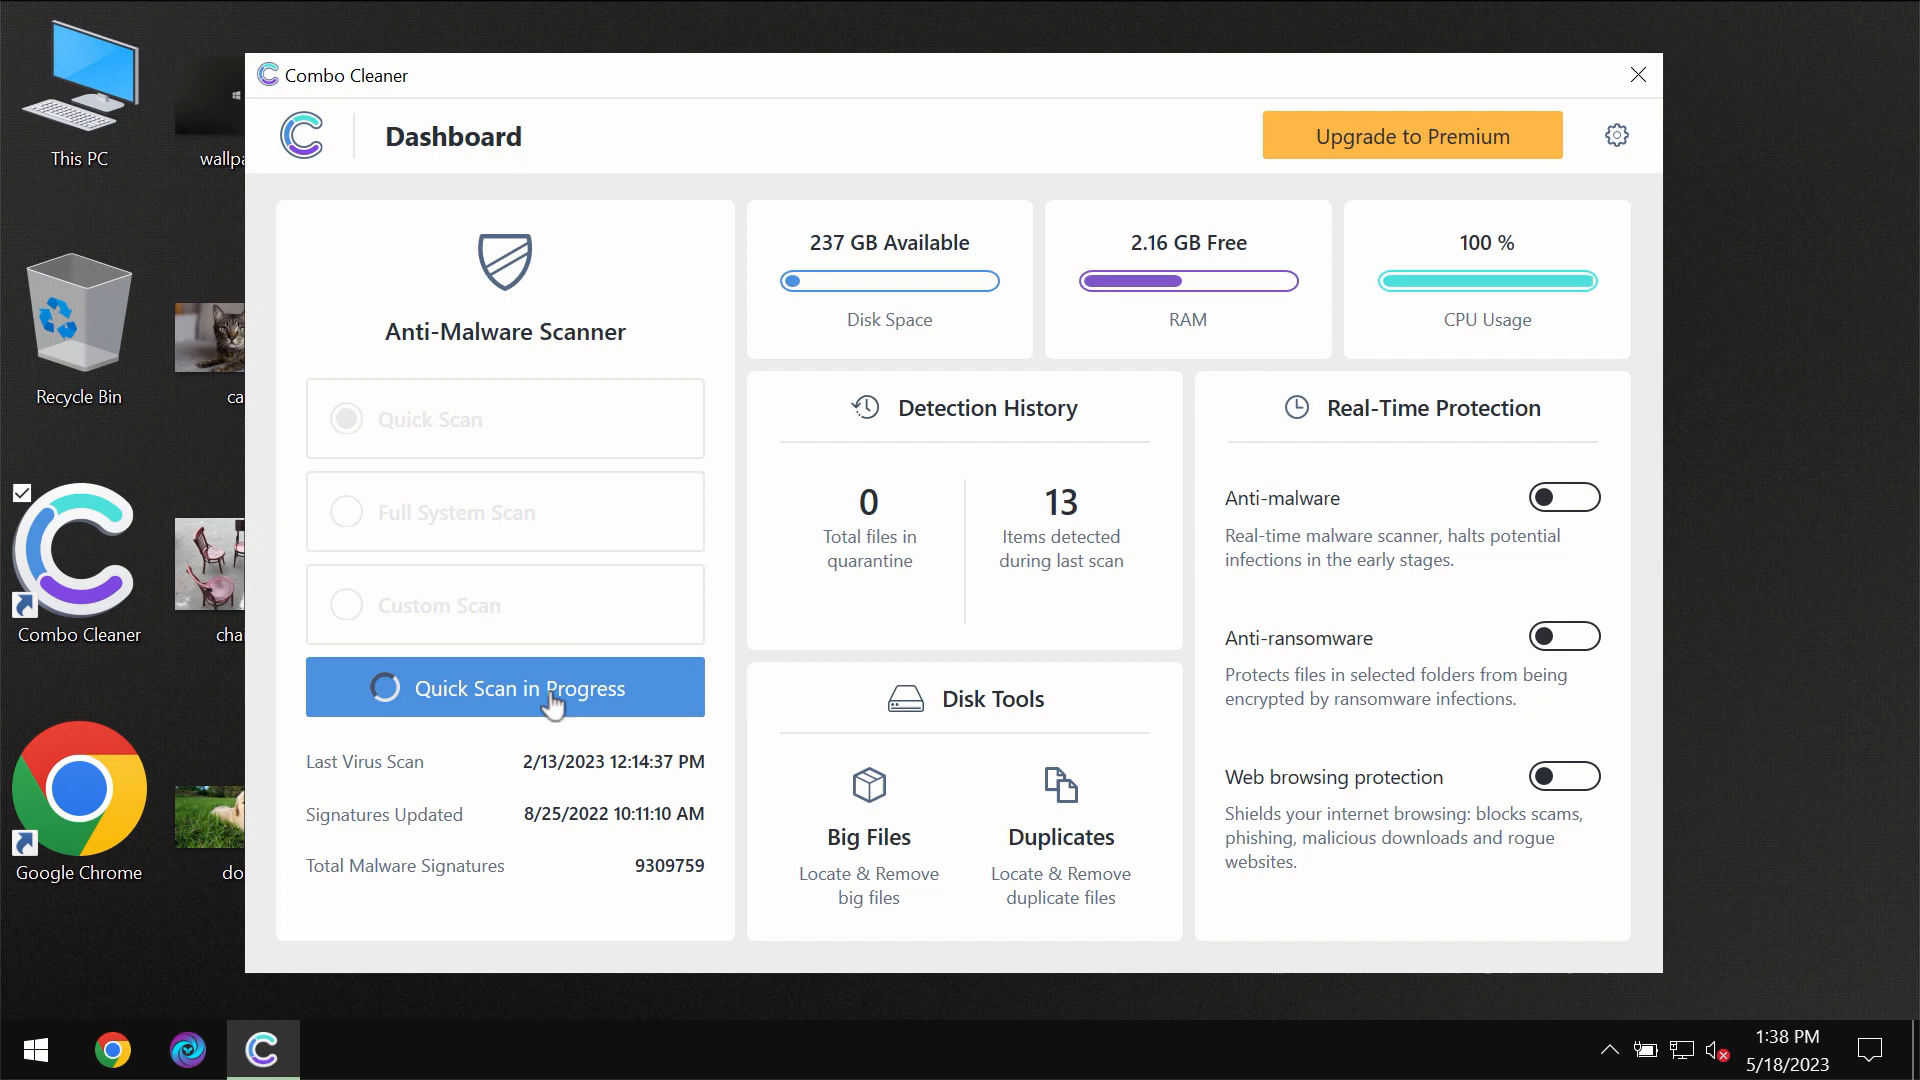 This PC
wallpa
Recycle Bin
ca
Combo Cleaner
chai
Google Chrome
do
Combo Cleaner
Dashboard
Upgrade to Premium
Anti-Malware Scanner
Quick Scan
Full System Scan
Custom Scan
Quick Scan in Progress
Last Virus Scan 2/13/2023 12:14:37 PM
Signatures Updated 8/25/2022 10:11:10 AM
Total Malware Signatures 9309759
237 GB Available
Disk Space
2.16 GB Free
RAM
100 %
CPU Usage
Detection History
0
Total files in
quarantine
13
Items detected
during last scan
Disk Tools
Big Files
Locate & Remove
big files
Duplicates
Locate & Remove
duplicate files
Real-Time Protection
Anti-malware
Real-time malware scanner, halts potential
infections in the early stages.
Anti-ransomware
Protects files in selected folders from being
encrypted by ransomware infections.
Web browsing protection
Shields your internet browsing: blocks scams,
phishing, malicious downloads and rogue
websites.
1:38 PM
5/18/2023